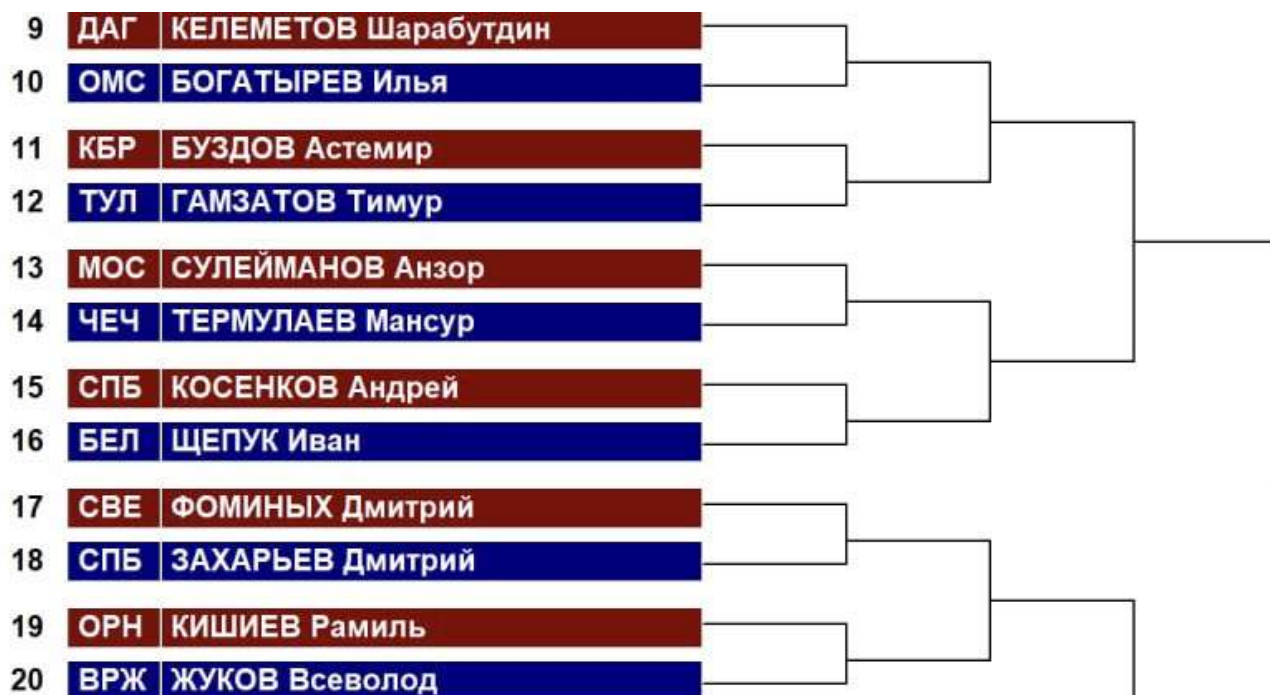 9 ДАГ КЕЛЕМЕТОВ Шарабутдин
10 ОМС БОГАТЫРЕВ Илья
11 КБР БУЗДОВ Астемир
12 ТУЛ ГАМЗАТОВ Тимур
13 МОС СУЛЕЙМАНОВ Анзор
14 ЧЕЧ ТЕРМУЛАЕВ Мансур
15 СПБ КОСЕНКОВ Андрей
16 БЕЛ ЩЕПУК Иван
17 СВЕ ФОМИНЫХ Дмитрий
18 СПБ ЗАХАРЬЕВ Дмитрий
19 ОРН КИШИЕВ Рамиль
20 ВРЖ ЖУКОВ Всеволод